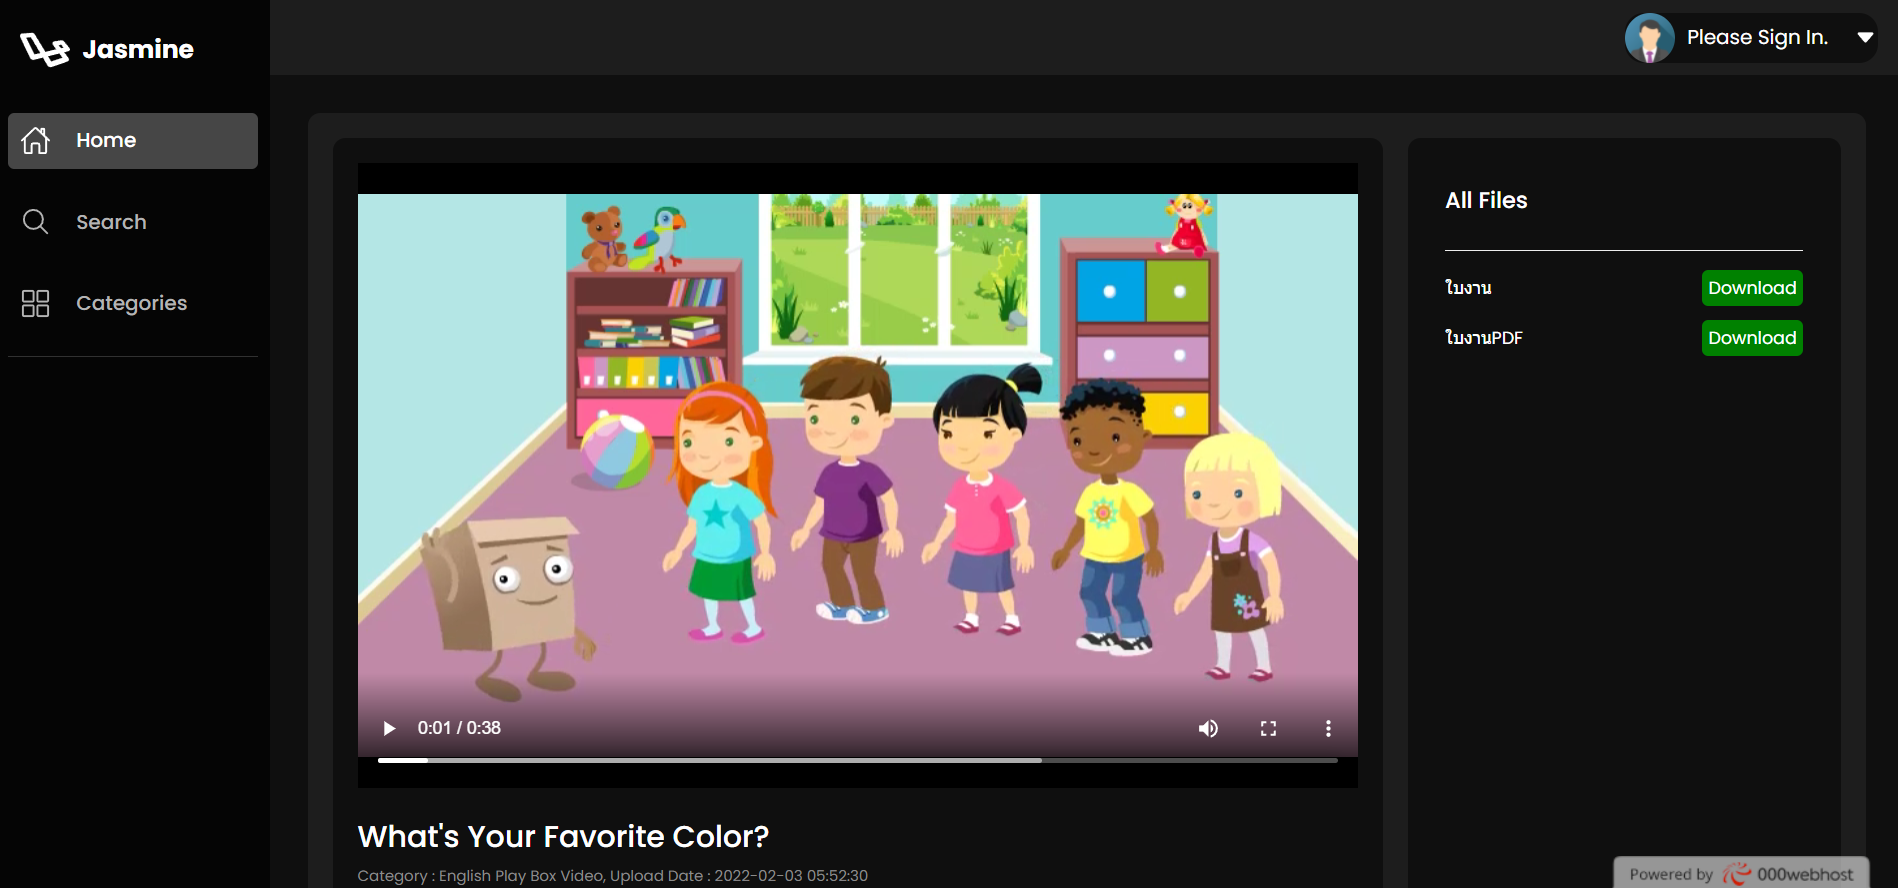 Jasmine
Please Sign In.
Home
Search
Categories
All Files
ใบงาน Download
ใบงานPDF Download
0:01 / 0:38
What's Your Favorite Color?
Category : English Play Box Video, Upload Date : 2022-02-03 05:52:30
Powered by 000webhost